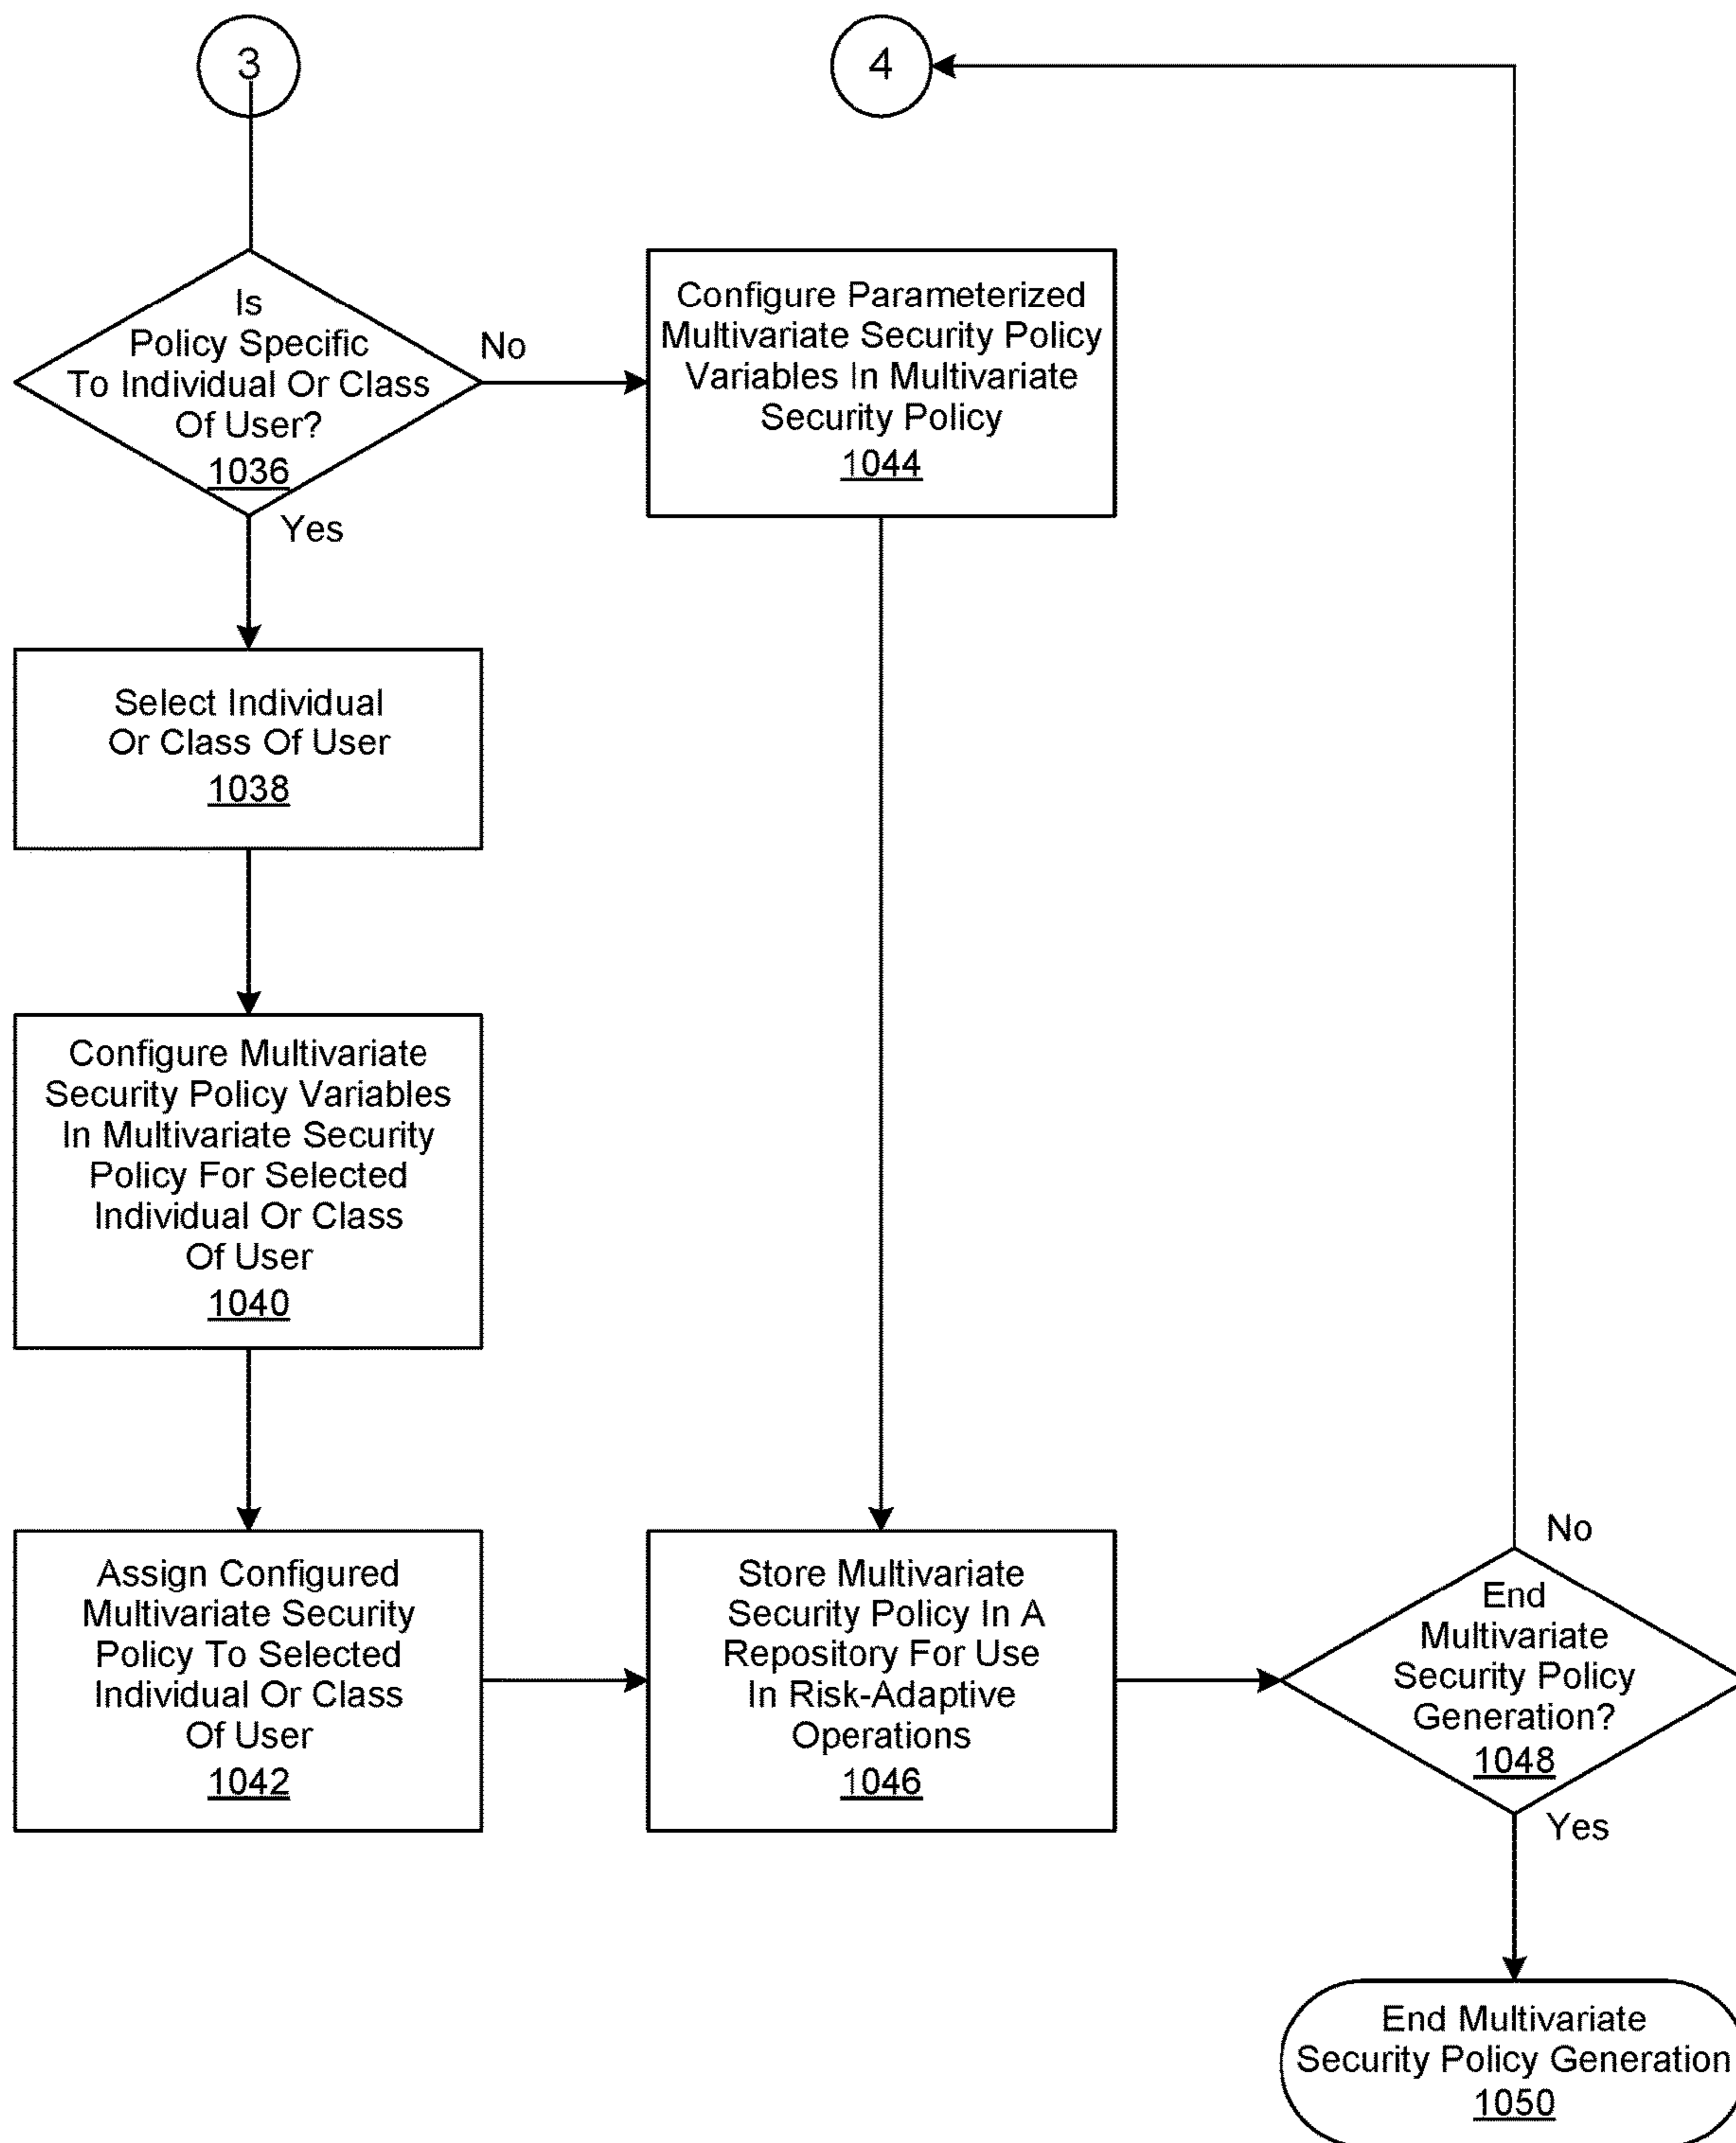 3
4
Is
Policy Specific
To Individual Or Class
Of User?
1036
No
Yes
Configure Parameterized
Multivariate Security Policy
Variables In Multivariate
Security Policy
1044
Select Individual
Or Class Of User
1038
Configure Multivariate
Security Policy Variables
In Multivariate Security
Policy For Selected
Individual Or Class
Of User
1040
Assign Configured
Multivariate Security
Policy To Selected
Individual Or Class
Of User
1042
Store Multivariate
Security Policy In A
Repository For Use
In Risk-Adaptive
Operations
1046
No
End
Multivariate
Security Policy
Generation?
1048
Yes
End Multivariate
Security Policy Generation
1050